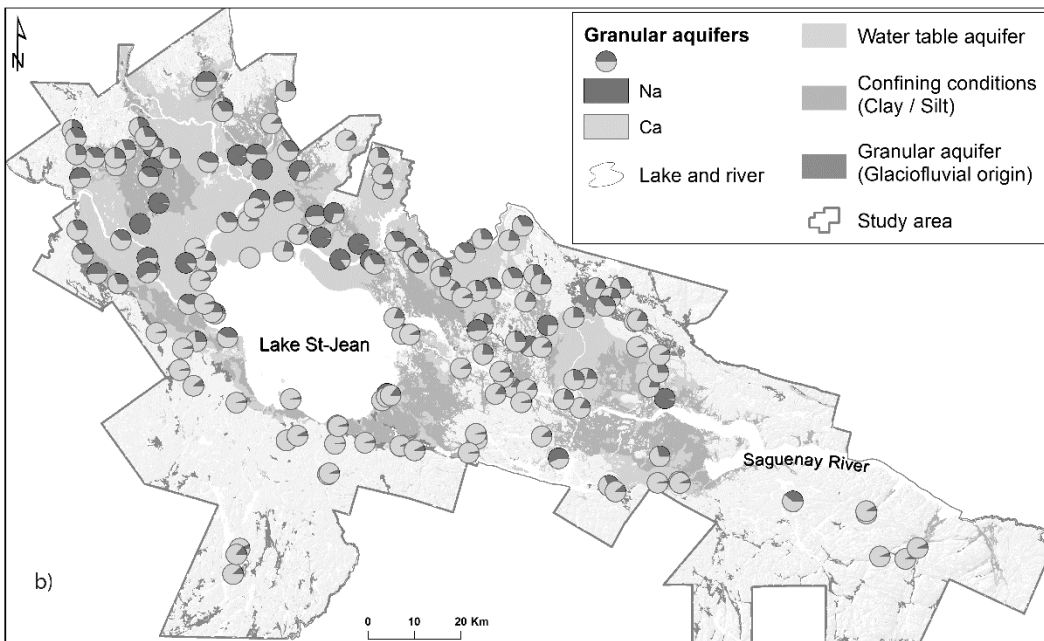 N
Granular aquifers
Na
Ca
Lake and river
Water table aquifer
Confining conditions
(Clay / Silt)
Granular aquifer
(Glaciofluvial origin)
Study area
Lake St-Jean
Saguenay River
b)
0 10 20 Km